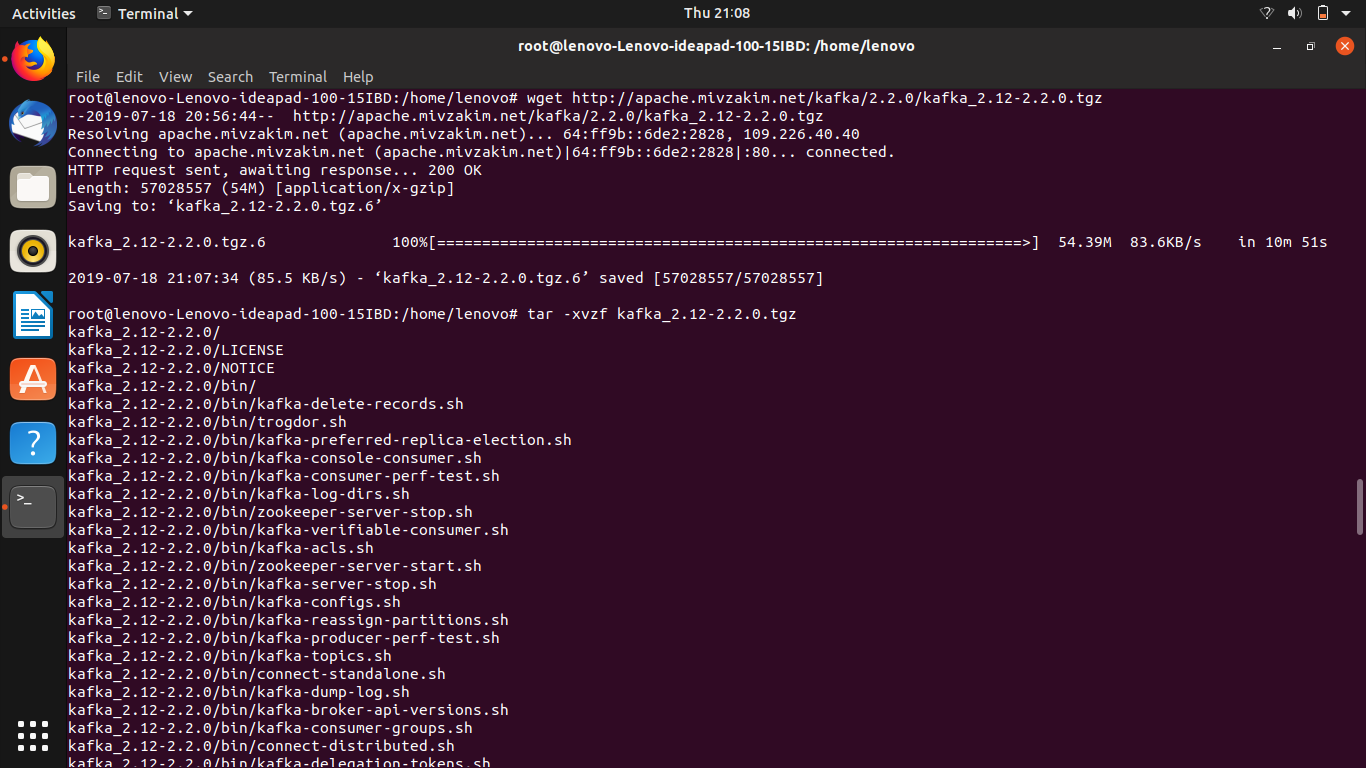 Activities Terminal Thu 21:08
root@lenovo-Lenovo-ideapad-100-15IBD: /home/lenovo
File Edit View Search Terminal Help
root@lenovo-Lenovo-ideapad-100-15IBD:/home/lenovo# wget http://apache.mivzakim.net/kafka/2.2.0/kafka_2.12-2.2.0.tgz
--2019-07-18 20:56:44--  http://apache.mivzakim.net/kafka/2.2.0/kafka_2.12-2.2.0.tgz
Resolving apache.mivzakim.net (apache.mivzakim.net)... 64:ff9b::6de2:2828, 109.226.40.40
Connecting to apache.mivzakim.net (apache.mivzakim.net)|64:ff9b::6de2:2828|:80... connected.
HTTP request sent, awaiting response... 200 OK
Length: 57028557 (54M) [application/x-gzip]
Saving to: ‘kafka_2.12-2.2.0.tgz.6’
kafka_2.12-2.2.0.tgz.6 100%[=================================================================>] 54.39M 83.6KB/s in 10m 51s
2019-07-18 21:07:34 (85.5 KB/s) - ‘kafka_2.12-2.2.0.tgz.6’ saved [57028557/57028557]
root@lenovo-Lenovo-ideapad-100-15IBD:/home/lenovo# tar -xvzf kafka_2.12-2.2.0.tgz
kafka_2.12-2.2.0/
kafka_2.12-2.2.0/LICENSE
kafka_2.12-2.2.0/NOTICE
kafka_2.12-2.2.0/bin/
kafka_2.12-2.2.0/bin/kafka-delete-records.sh
kafka_2.12-2.2.0/bin/trogdor.sh
kafka_2.12-2.2.0/bin/kafka-preferred-replica-election.sh
kafka_2.12-2.2.0/bin/kafka-console-consumer.sh
kafka_2.12-2.2.0/bin/kafka-consumer-perf-test.sh
kafka_2.12-2.2.0/bin/kafka-log-dirs.sh
kafka_2.12-2.2.0/bin/zookeeper-server-stop.sh
kafka_2.12-2.2.0/bin/kafka-verifiable-consumer.sh
kafka_2.12-2.2.0/bin/kafka-acls.sh
kafka_2.12-2.2.0/bin/zookeeper-server-start.sh
kafka_2.12-2.2.0/bin/kafka-server-stop.sh
kafka_2.12-2.2.0/bin/kafka-configs.sh
kafka_2.12-2.2.0/bin/kafka-reassign-partitions.sh
kafka_2.12-2.2.0/bin/kafka-producer-perf-test.sh
kafka_2.12-2.2.0/bin/kafka-topics.sh
kafka_2.12-2.2.0/bin/connect-standalone.sh
kafka_2.12-2.2.0/bin/kafka-dump-log.sh
kafka_2.12-2.2.0/bin/kafka-broker-api-versions.sh
kafka_2.12-2.2.0/bin/kafka-consumer-groups.sh
kafka_2.12-2.2.0/bin/connect-distributed.sh
kafka_2.12-2.2.0/bin/kafka-delegation-tokens.sh